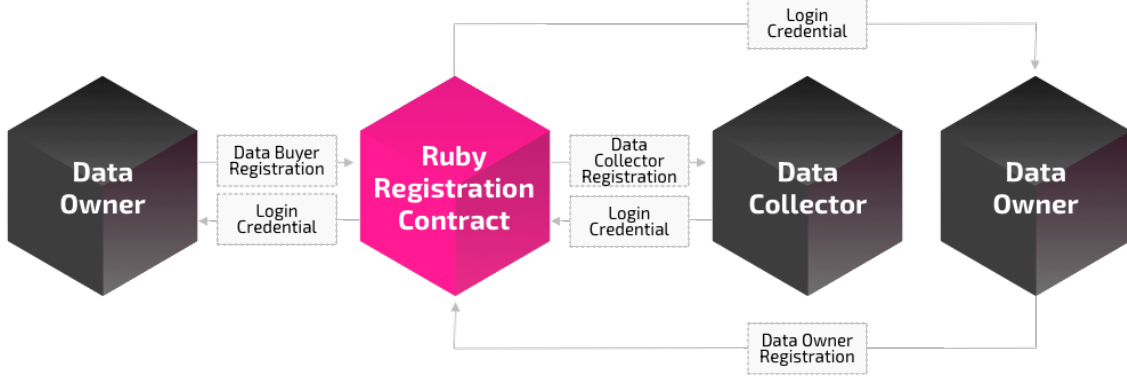 Login
Credential
Data
Owner
Data Buyer
Registration
Login
Credential
Ruby
Registration
Contract
Data
Collector
Registration
Login
Credential
Data
Collector
Data
Owner
Data Owner
Registration